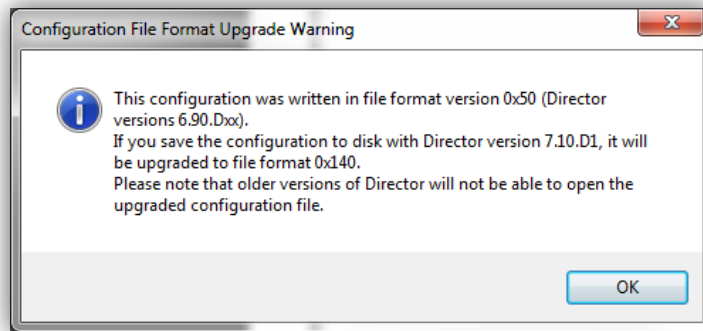 Configuration File Format Upgrade Warning
This configuration was written in file format version 0x50 (Director
versions 6.90.Dxx).
If you save the configuration to disk with Director version 7.10.D1, it will
be upgraded to file format 0x140.
Please note that older versions of Director will not be able to open the
upgraded configuration file.
OK